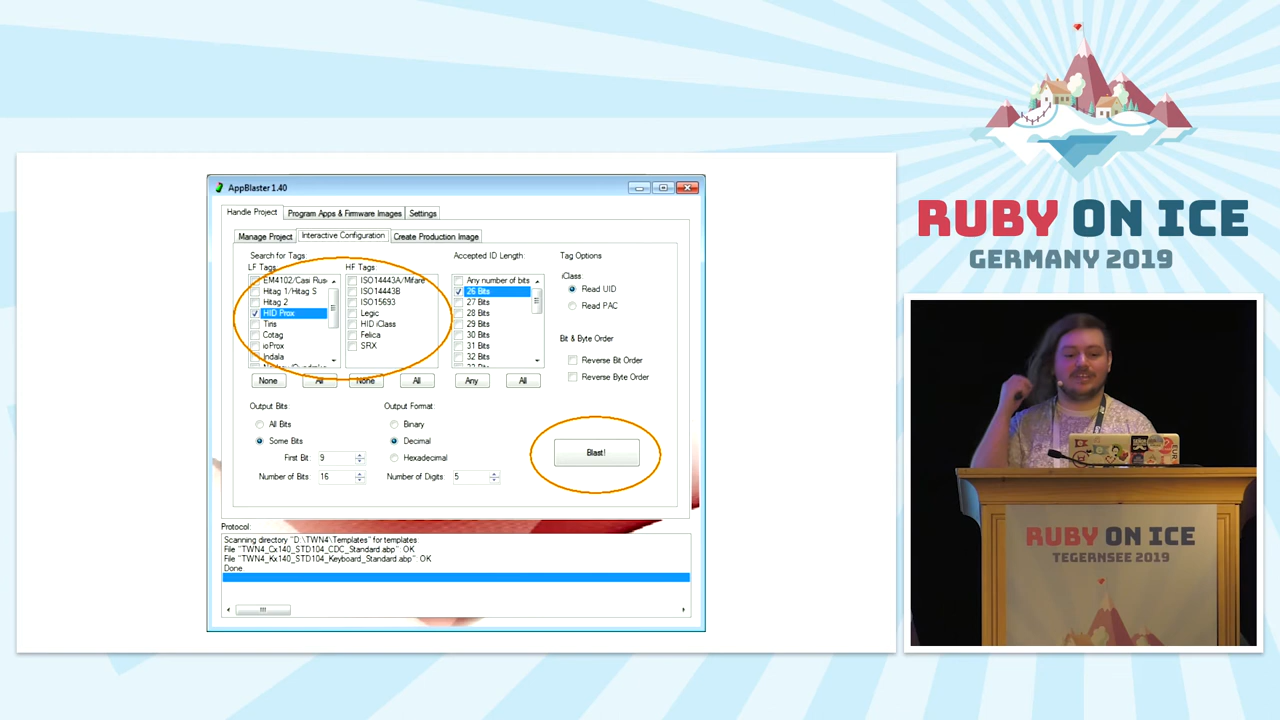 AppBlaster 1.40
Handle Project
Program Apps & Firmware Images
Settings
Manage Project
Interactive Configuration
Create Production Image
Search for Tags:
LF Tags:
HF Tags:
Accepted ID Length:
Tag Options
EM4102/Casi Rus
Hitag 1/Hitag S
Hitag 2
HID Prox
Tiris
Cotag
ioProx
Indala
ISO14443A/Mifare
ISO14443B
ISO15693
Legic
HID iClass
Felica
SRX
Any number of bits
26 Bits
27 Bits
28 Bits
29 Bits
30 Bits
31 Bits
32 Bits
iClass:
Read UID
Read PAC
Bit & Byte Order
Reverse Bit Order
Reverse Byte Order
None
All
None
All
Any
All
Output Bits:
All Bits
Some Bits
First Bit:
9
Number of Bits:
16
Output Format:
Binary
Decimal
Hexadecimal
Number of Digits:
5
Blast!
Protocol:
Scanning directory "D:\TWN4\Templates" for templates
File "TWN4_Cx140_STD104_CDC_Standard.abp": OK
File "TWN4_Kx140_STD104_Keyboard_Standard.abp": OK
Done.
RUBY ON ICE
GERMANY 2019
RUBY ON ICE
TEGERNSEE 2019